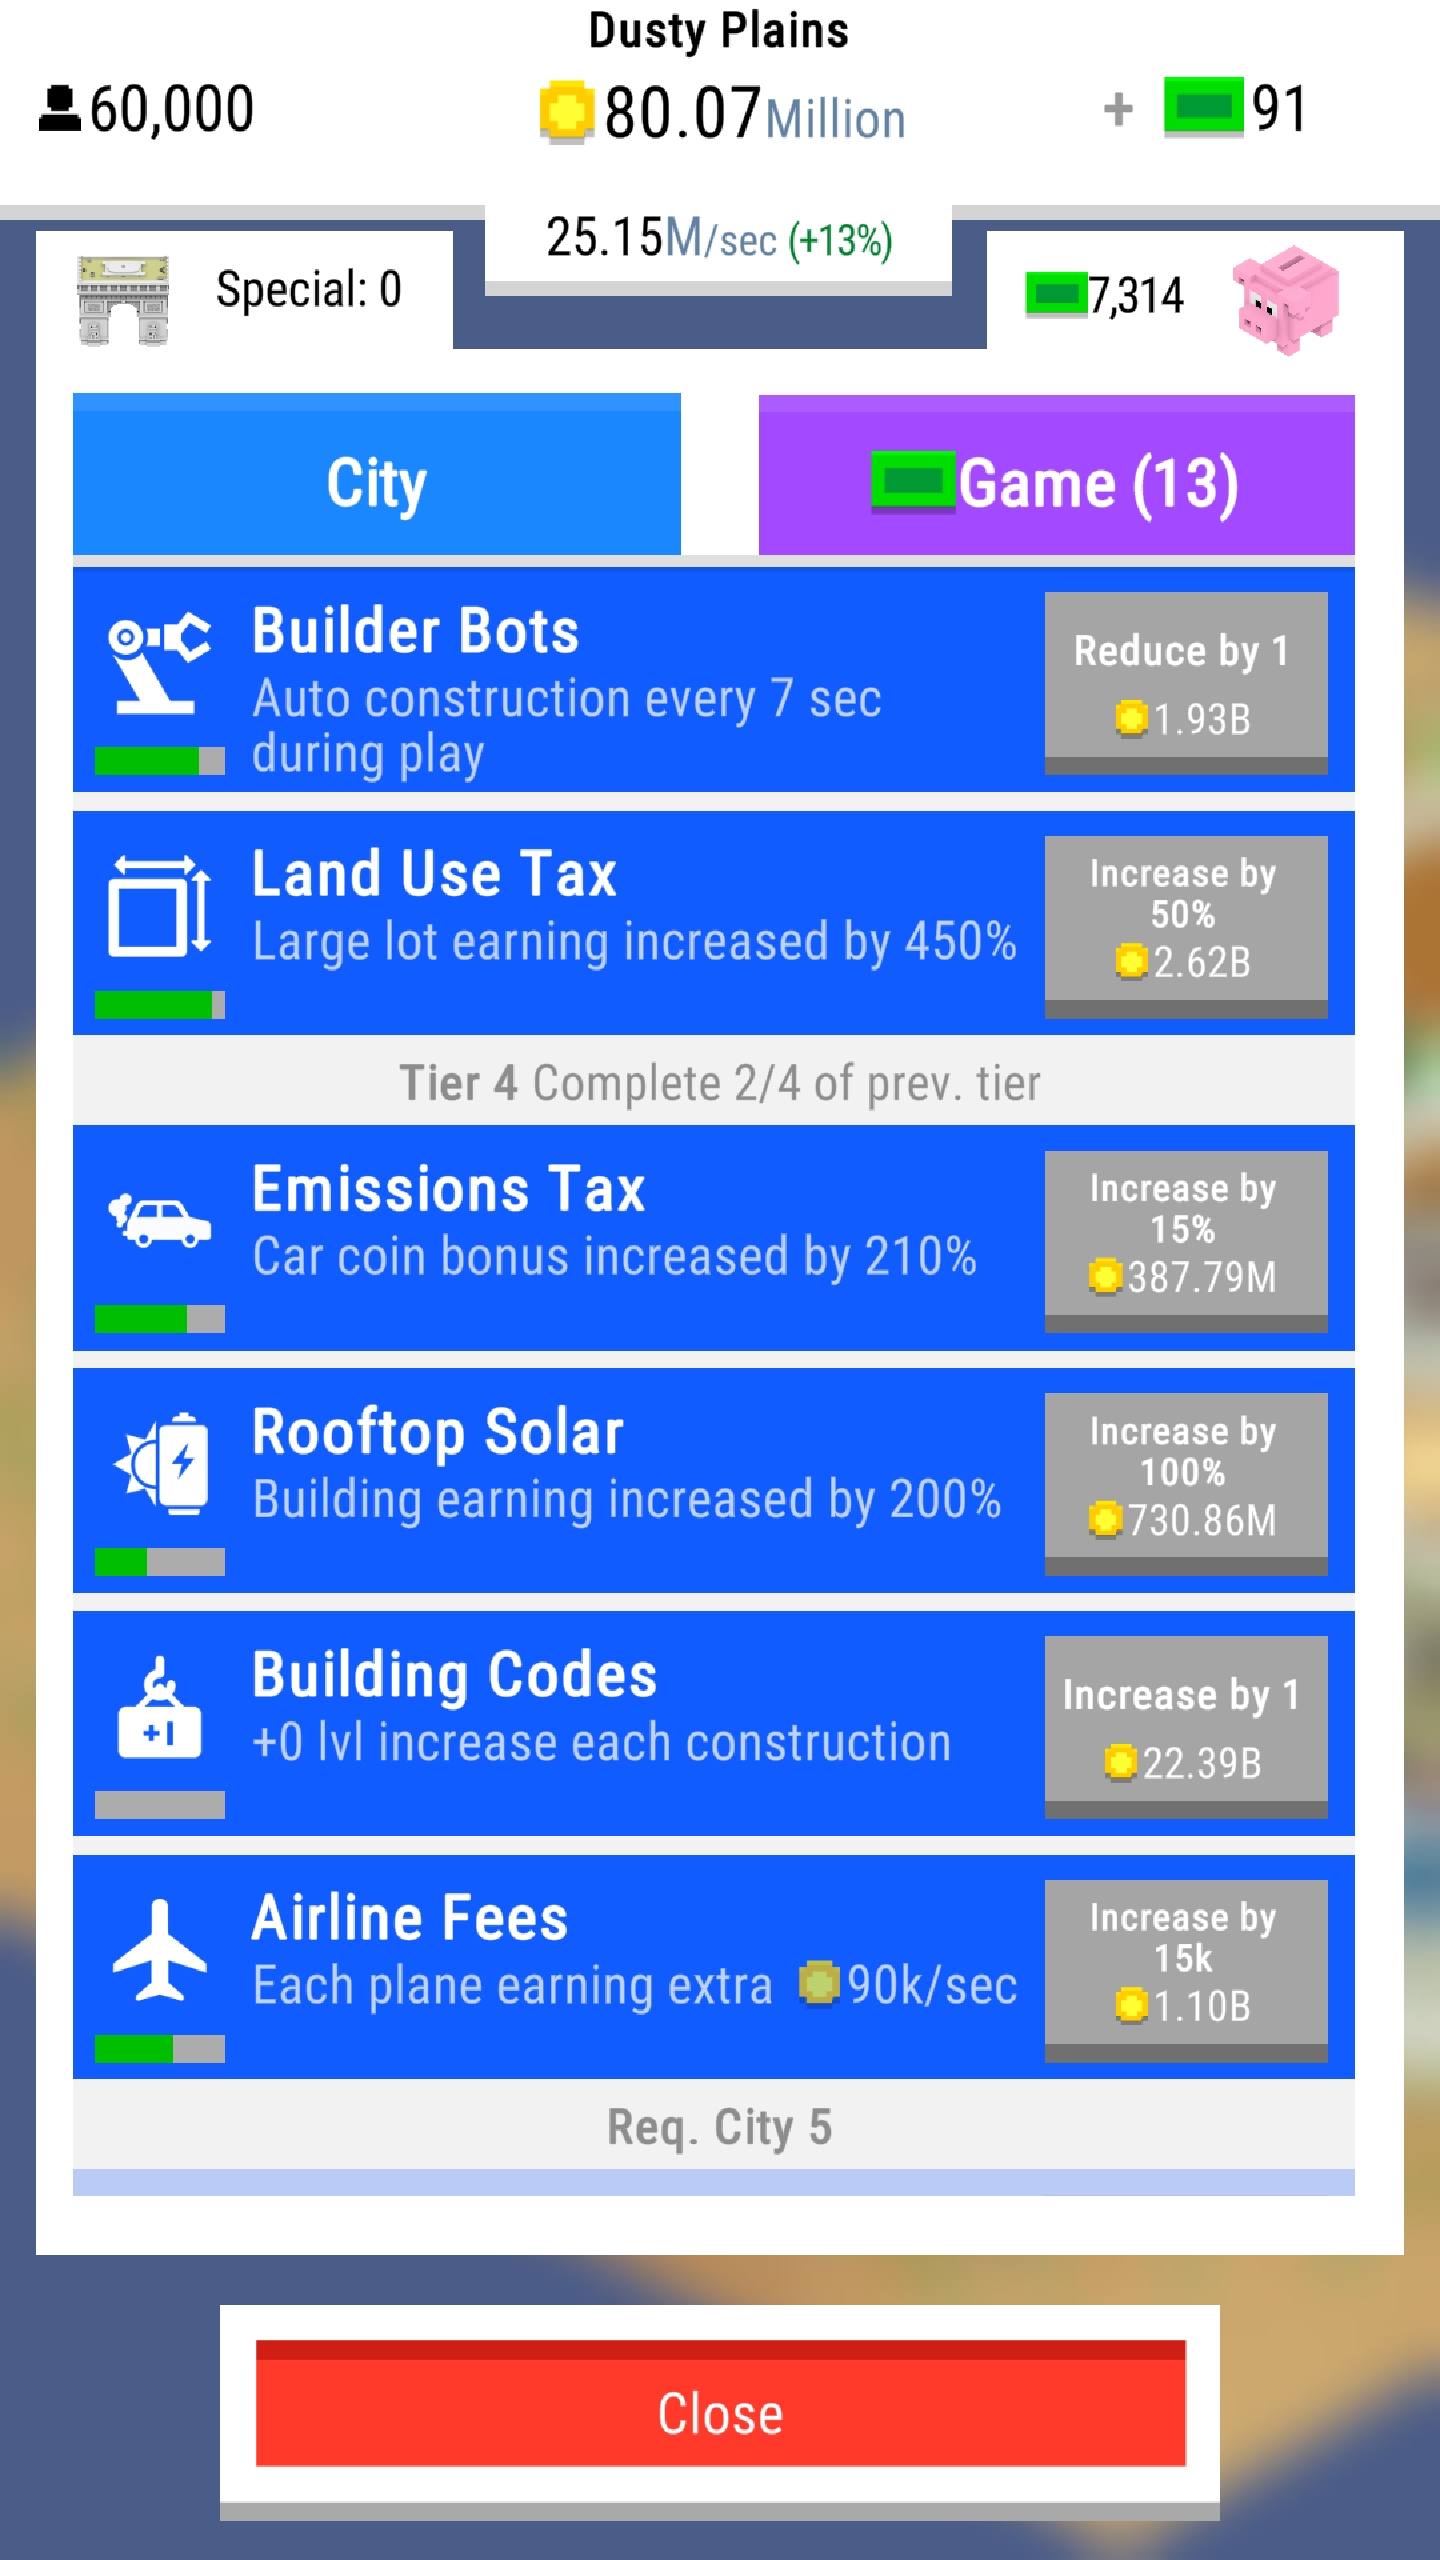 Dusty Plains
60,000
80.07Million
+ 91
25.15M/sec (+13%)
Special: 0
7,314
City
Game (13)
Builder Bots
Auto construction every 7 sec
during play
Reduce by 1
1.93B
Land Use Tax
Large lot earning increased by 450%
Increase by
50%
2.62B
Tier 4 Complete 2/4 of prev. tier
Emissions Tax
Car coin bonus increased by 210%
Increase by
15%
387.79M
Rooftop Solar
Building earning increased by 200%
Increase by
100%
730.86M
+1
Building Codes
+0 lvl increase each construction
Increase by 1
22.39B
Airline Fees
Each plane earning extra 90k/sec
Increase by
15k
1.10B
Req. City 5
Close